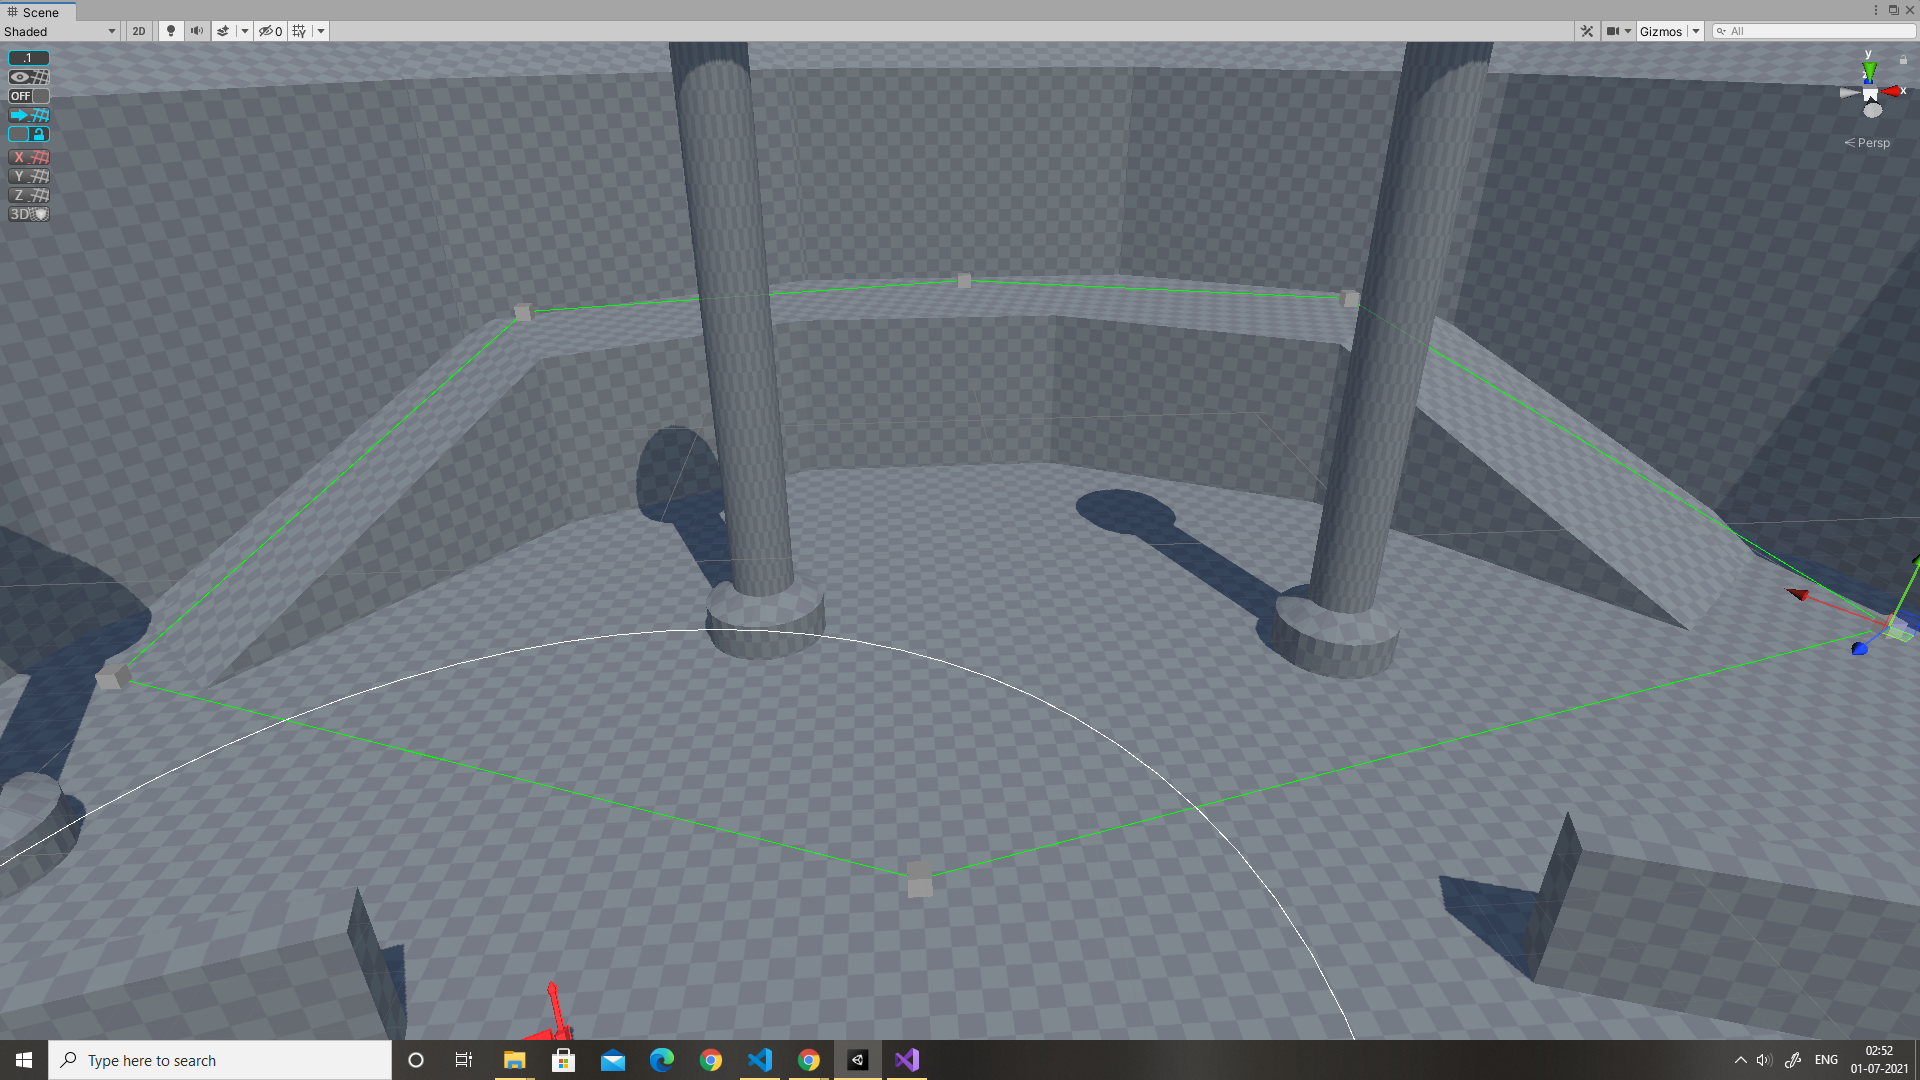 Scene
Shaded
2D
0
Gizmos
All
.1
OFF
X
Y
Z
3D
y
z
x
< Persp
Type here to search
ENG
02:52
01-07-2021